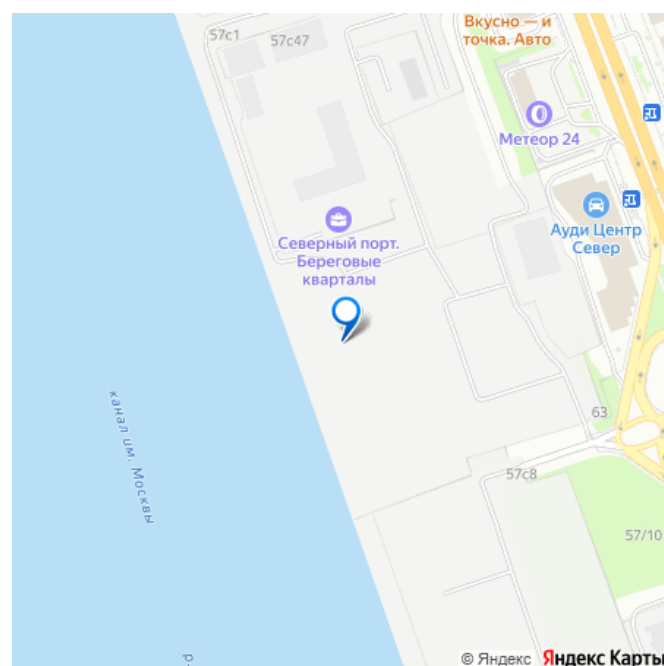 57с1
57с47
Вкусно — и
точка. Авто
Метеор 24
Северный порт.
Береговые
кварталы
Ауди Центр
Север
канал им. Москвы
63
57с8
57/10
р-
© Яндекс Яндекс Карты